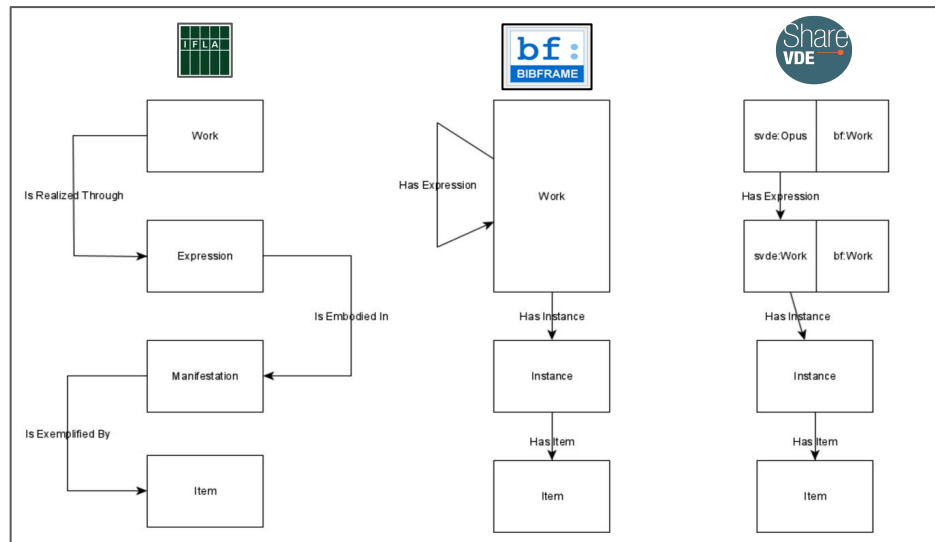 IFLA
Work
Is Realized Through
Expression
Is Embodied In
Manifestation
Is Exemplified By
Item
bf:
BIBFRAME
Has Expression
Work
Has Instance
Instance
Has Item
Item
Share
VDE
svde:Opus
bf:Work
Has Expression
svde:Work
bf:Work
Has Instance
Instance
Has Item
Item